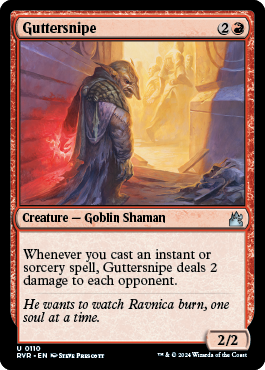 Guttersnipe 2
Creature — Goblin Shaman
Whenever you cast an instant or
sorcery spell, Guttersnipe deals 2
damage to each opponent.
He wants to watch Ravnica burn, one
soul at a time.
2/2
U 0110
RVR • EN Steve Prescott
™ & © 2024 Wizards of the Coast